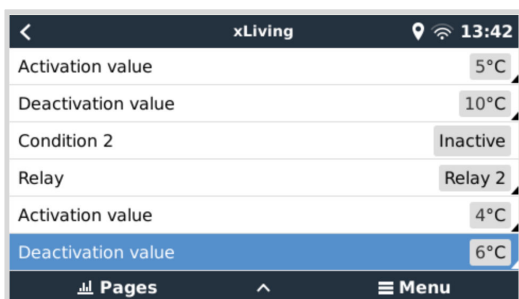 xLiving 13:42
Activation value 5°C
Deactivation value 10°C
Condition 2 Inactive
Relay Relay 2
Activation value 4°C
Deactivation value 6°C
Pages Menu